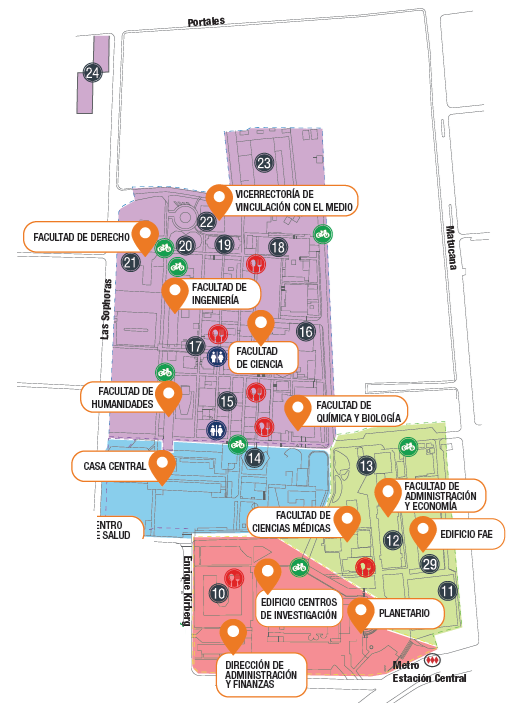 Portales
24
23
VICERRECTORÍA DE
VINCULACIÓN CON EL MEDIO
22
FACULTAD DE DERECHO
20
19
18
21
Matucana
Las Sophoras
FACULTAD DE
INGENIERÍA
16
17
FACULTAD
DE CIENCIA
FACULTAD DE
HUMANIDADES
15
FACULTAD DE
QUÍMICA Y BIOLOGÍA
14
CASA CENTRAL
13
FACULTAD DE
ADMINISTRACIÓN
Y ECONOMÍA
FACULTAD DE
CIENCIAS MÉDICAS
ENTRO
E SALUD
12
EDIFICIO FAE
29
11
Enrique Kirberg
10
EDIFICIO CENTROS
DE INVESTIGACIÓN
PLANETARIO
DIRECCIÓN DE
ADMINISTRACIÓN
Y FINANZAS
Metro
Estación Central